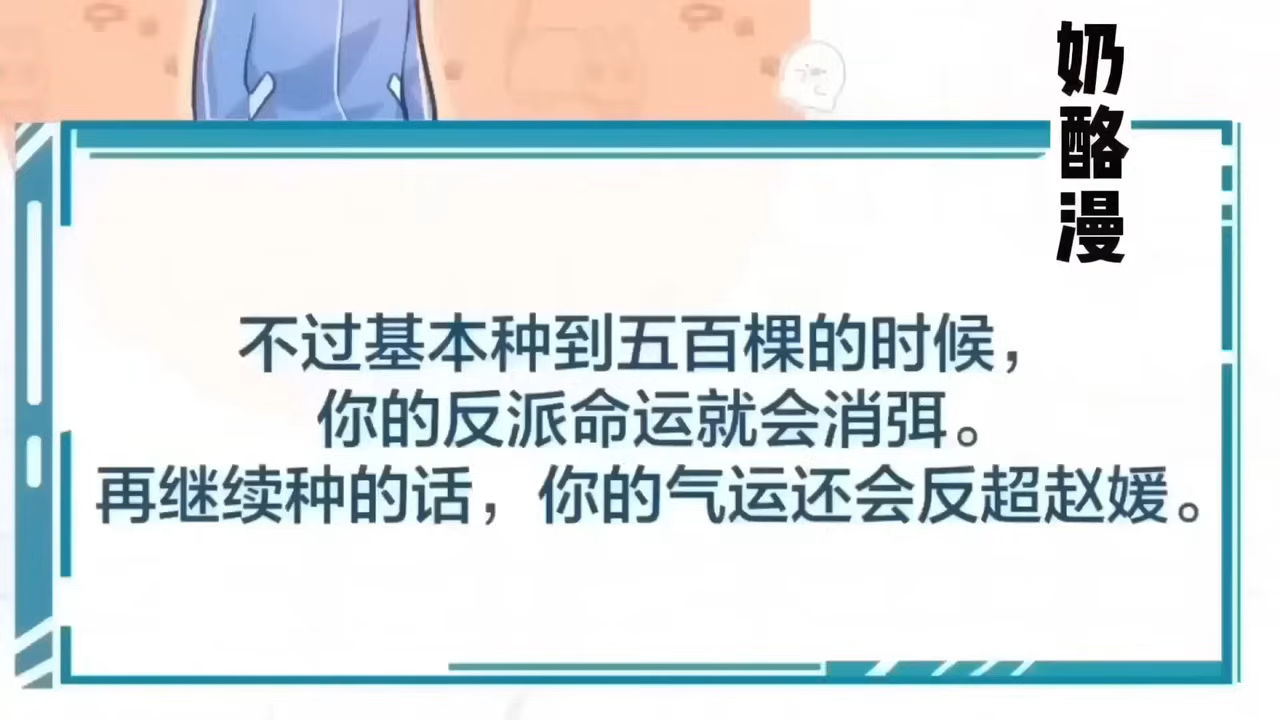 奶酪漫
不过基本种到五百棵的时候，
你的反派命运就会消弭。
再继续种的话，你的气运还会反超赵媛。